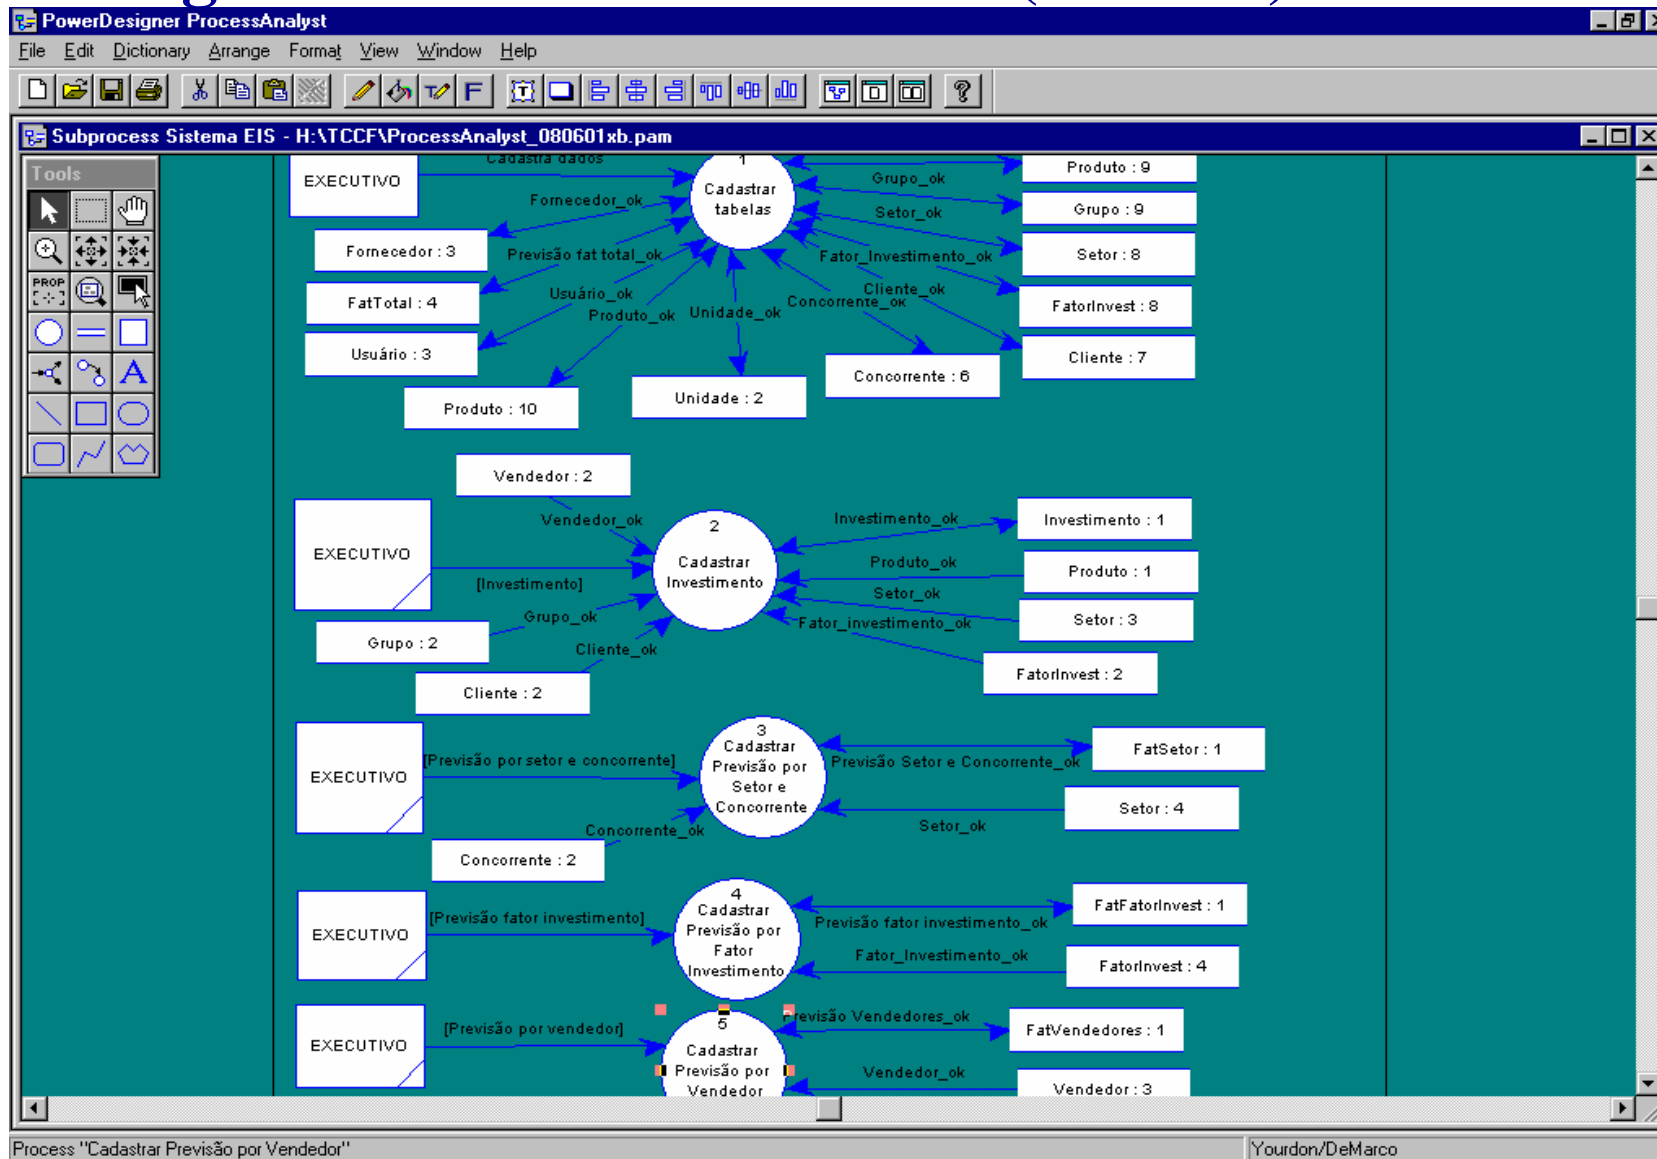 PowerDesigner ProcessAnalyst
File Edit Dictionary Arrange Format View Window Help
Subprocess Sistema EIS - H:\TCCF\ProcessAnalyst_080601xb.pam
Tools
PROP
EXECUTIVO
Cadastra dados
1
Cadastrar
tabelas
Produto : 9
Grupo_ok
Grupo : 9
Fornecedor_ok
Setor_ok
Fornecedor : 3
Previsão fat total_ok
Fator_Investimento_ok
Setor : 8
FatTotal : 4
Usuário_ok
Cliente_ok
Concorrente_ok
FatorInvest : 8
Produto_ok
Unidade_ok
Usuário : 3
Cliente : 7
Concorrente : 6
Produto : 10
Unidade : 2
Vendedor : 2
Vendedor_ok
2
Cadastrar
Investimento
Investimento_ok
Investimento : 1
EXECUTIVO
[Investimento]
Produto_ok
Produto : 1
Setor_ok
Setor : 3
Grupo_ok
Fator_investimento_ok
Grupo : 2
Cliente_ok
FatorInvest : 2
Cliente : 2
EXECUTIVO
[Previsão por setor e concorrente]
3
Cadastrar
Previsão por
Setor e
Concorrente
Previsão Setor e Concorrente_ok
FatSetor : 1
Setor : 4
Setor_ok
Concorrente_ok
Concorrente : 2
EXECUTIVO
[Previsão fator investimento]
4
Cadastrar
Previsão por
Fator
Investimento
Previsão fator investimento_ok
FatFatorInvest : 1
Fator_Investimento_ok
FatorInvest : 4
EXECUTIVO
[Previsão por vendedor]
5
Cadastrar
Previsão por
Vendedor
Previsão Vendedores_ok
FatVendedores : 1
Vendedor_ok
Vendedor : 3
Process "Cadastrar Previsão por Vendedor"
Yourdon/DeMarco